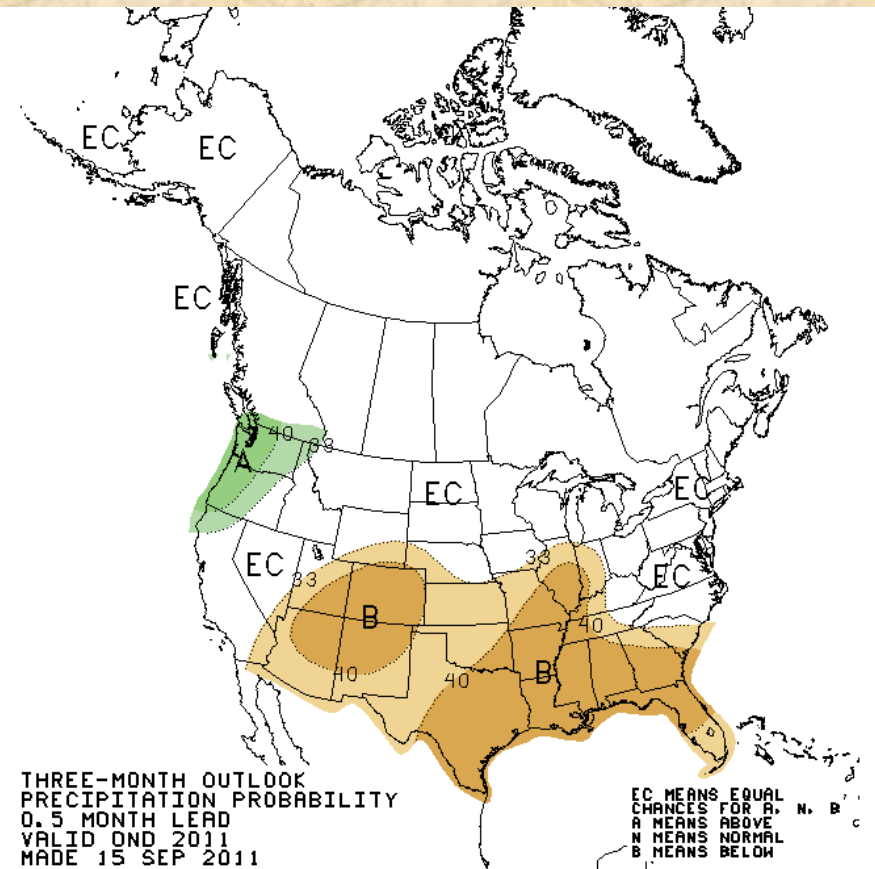 EC
EC
EC
40
33
A
EC
EC
EC
33
33
EC
B
40
40
40
B
THREE-MONTH OUTLOOK
PRECIPITATION PROBABILITY
0.5 MONTH LEAD
VALID OND 2011
MADE 15 SEP 2011
EC MEANS EQUAL
CHANCES FOR A, N, B
A MEANS ABOVE
N MEANS NORMAL
B MEANS BELOW